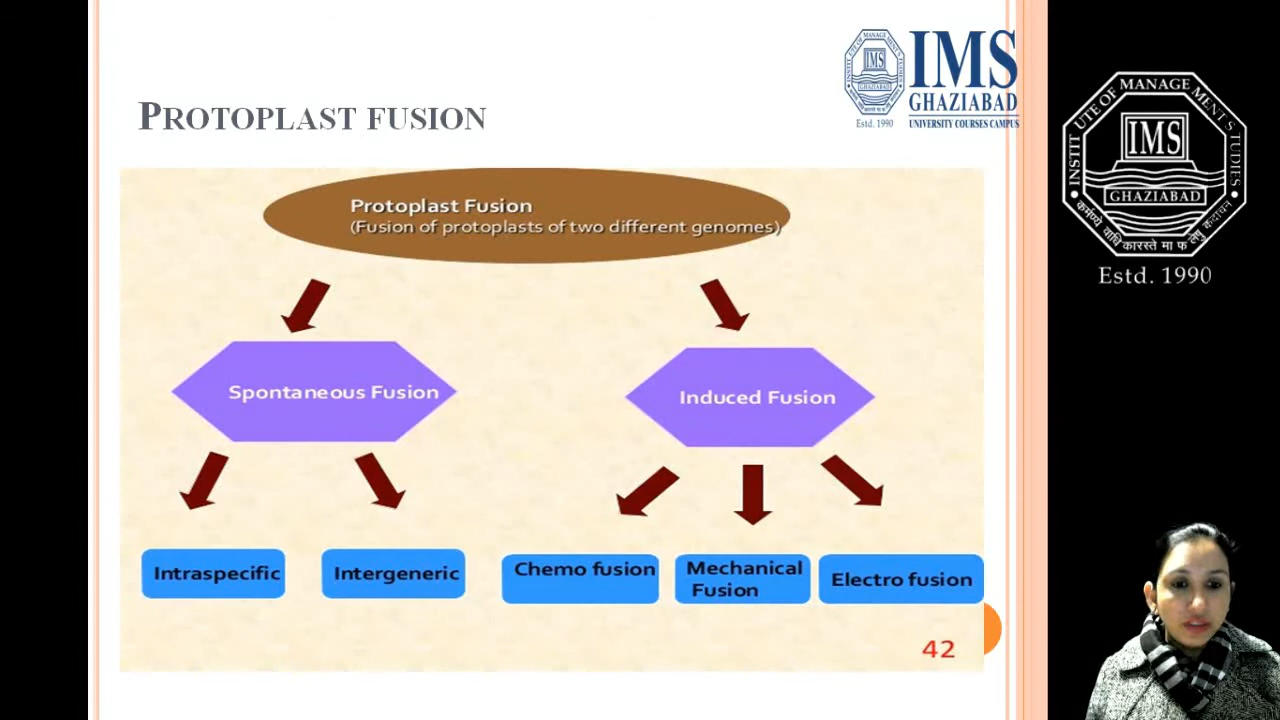 PROTOPLAST FUSION
IMS
GHAZIABAD
Estd. 1990
UNIVERSITY COURSES CAMPUS
INSTITUTE OF MANAGEMENT STUDIES
IMS
GHAZIABAD
Estd. 1990
Protoplast Fusion
(Fusion of protoplasts of two different genomes)
Spontaneous Fusion
Induced Fusion
Intraspecific
Intergeneric
Chemo fusion
Mechanical
Fusion
Electro fusion
42